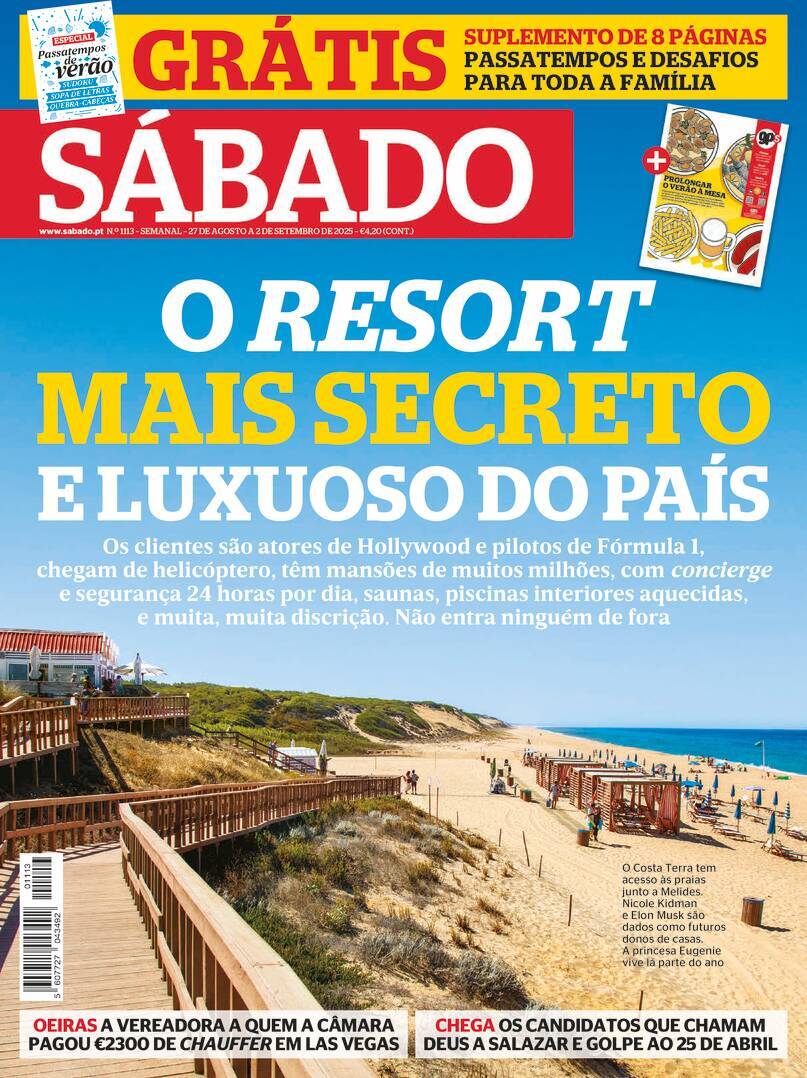 ESPECIAL
Passatempos
de
verão
SUDOKU
SOPA DE LETRAS
QUEBRA-CABEÇAS
GRÁTIS
SUPLEMENTO DE 8 PÁGINAS
PASSATEMPOS E DESAFIOS
PARA TODA A FAMÍLIA
SÁBADO
www.sabado.pt N.º 1113 – SEMANAL – 27 DE AGOSTO A 2 DE SETEMBRO DE 2025 – €4,20 (CONT.)
+
gps
PROLONGAR
O VERÃO À MESA
O RESORT
MAIS SECRETO
E LUXUOSO DO PAÍS
Os clientes são atores de Hollywood e pilotos de Fórmula 1,
chegam de helicóptero, têm mansões de muitos milhões, com concierge
e segurança 24 horas por dia, saunas, piscinas interiores aquecidas,
e muita, muita discrição. Não entra ninguém de fora
O Costa Terra tem
acesso às praias
junto a Melides.
Nicole Kidman
e Elon Musk são
dados como futuros
donos de casas.
A princesa Eugenie
vive lá parte do ano
01113
5 607727 043492
OEIRAS A VEREADORA A QUEM A CÂMARA
PAGOU €2300 DE CHAUFFER EM LAS VEGAS
CHEGA OS CANDIDATOS QUE CHAMAM
DEUS A SALAZAR E GOLPE AO 25 DE ABRIL